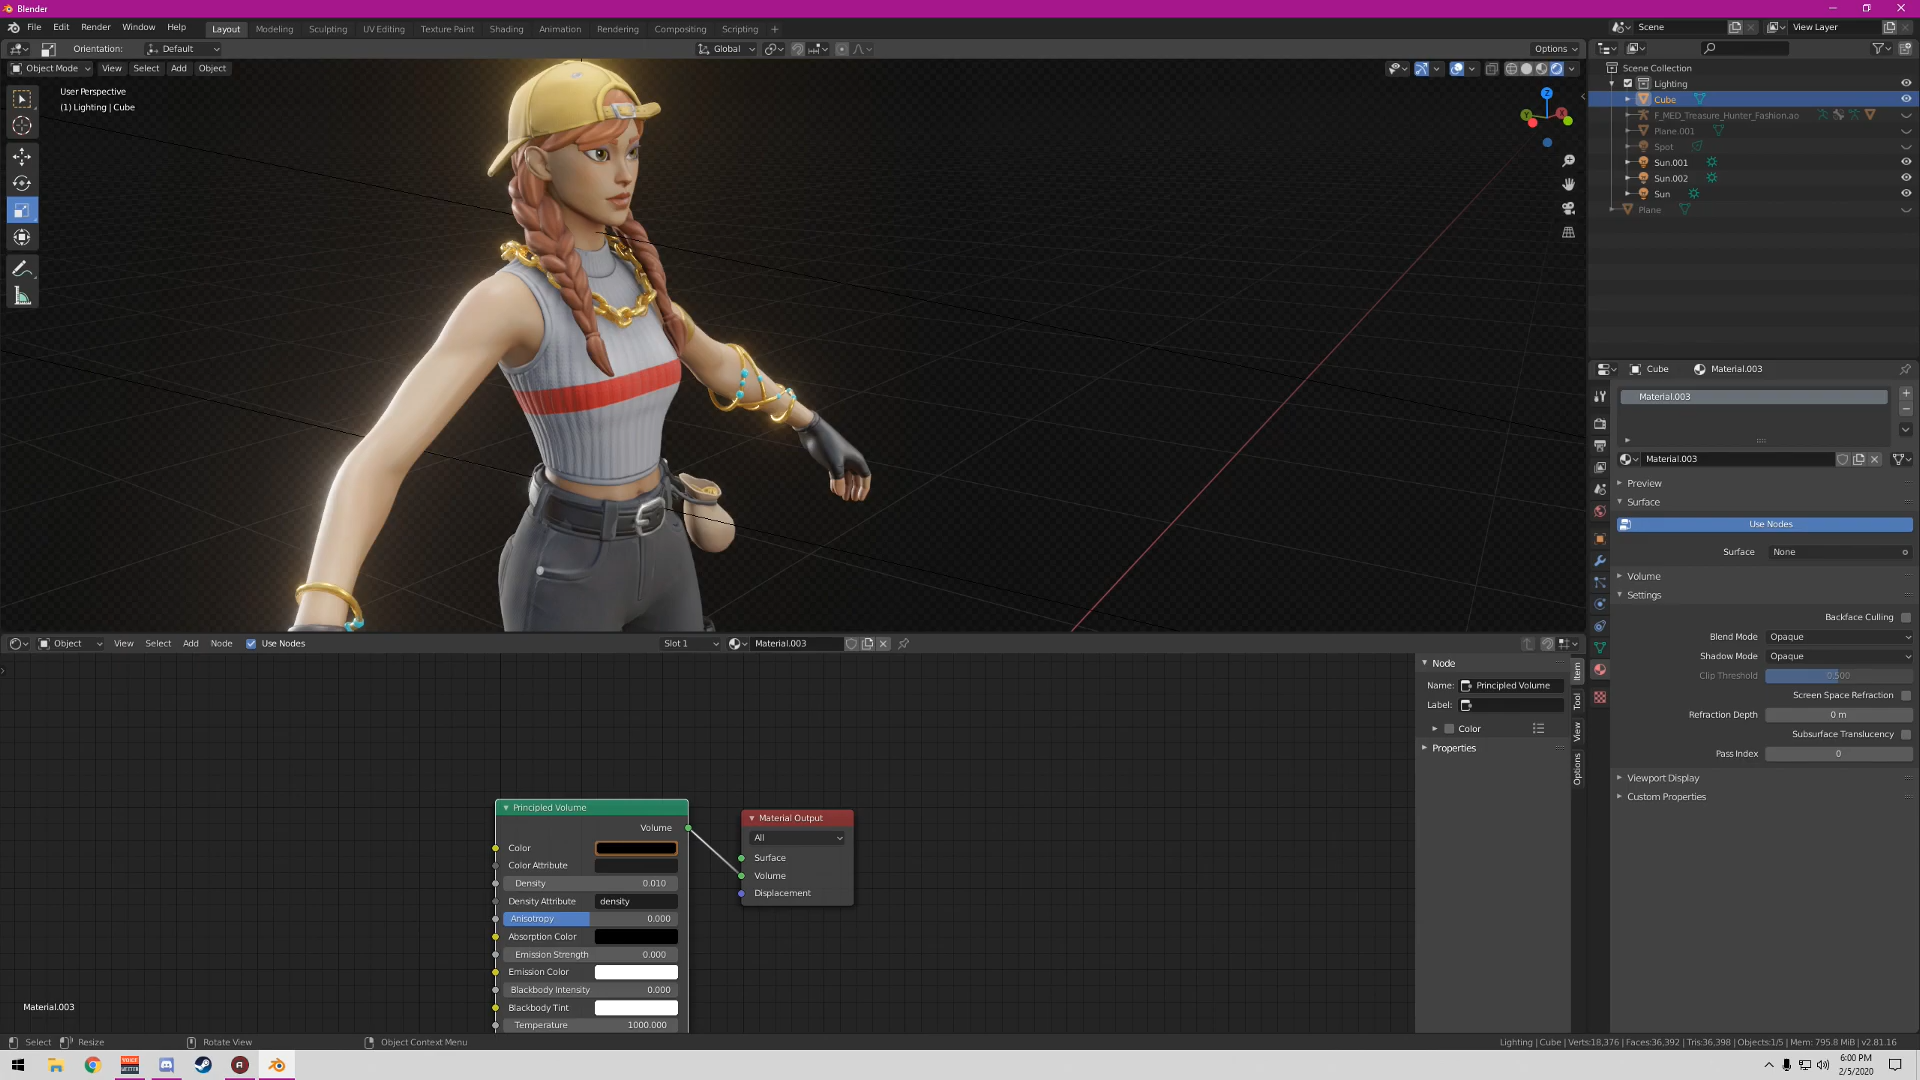 Blender
File Edit Render Window Help Layout Modeling Sculpting UV Editing Texture Paint Shading Animation Rendering Compositing Scripting + Scene View Layer
Orientation: Default Global Options
Object Mode View Select Add Object
User Perspective
(1) Lighting | Cube
Z
Scene Collection
Lighting
Cube
F_MED_Treasure_Hunter_Fashion.ao
Plane.001
Spot
Sun.001
Sun.002
Sun
Plane
Cube Material.003
Material.003
Material.003
Preview
Surface
Use Nodes
Surface None
Volume
Settings
Backface Culling
Blend Mode Opaque
Shadow Mode Opaque
Clip Threshold 0.500
Screen Space Refraction
Refraction Depth 0 m
Subsurface Translucency
Pass Index 0
Viewport Display
Custom Properties
Object View Select Add Node Use Nodes Slot 1 Material.003
Node
Name: Principled Volume
Label:
Color
Properties
Item
Tool
View
Options
Principled Volume
Volume
Color
Color Attribute
Density 0.010
Density Attribute density
Anisotropy 0.000
Absorption Color
Emission Strength 0.000
Emission Color
Blackbody Intensity 0.000
Blackbody Tint
Temperature 1000.000
Material Output
All
Surface
Volume
Displacement
Material.003
Select Resize Rotate View Object Context Menu
Lighting | Cube | Verts:18,376 | Faces:36,392 | Tris:36,398 | Objects:1/5 | Mem: 795.8 MiB | v2.81.16
6:00 PM
2/5/2020